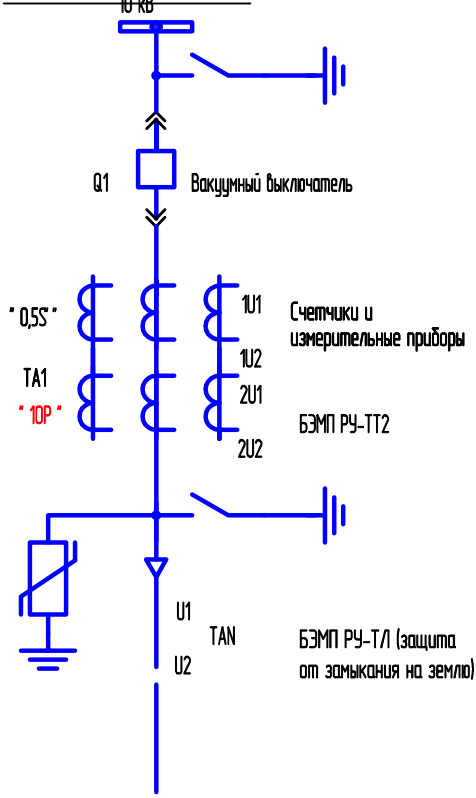 10 кВ
Q1 Вакуумный выключатель
" 0,5S " 1U1 Счетчики и
измерительные приборы
1U2
TA1 2U1
" 10P " БЭМП РУ-ТТ2
2U2
U1
TAN БЭМП РУ-ТЛ (защита
U2 от замыкания на землю)